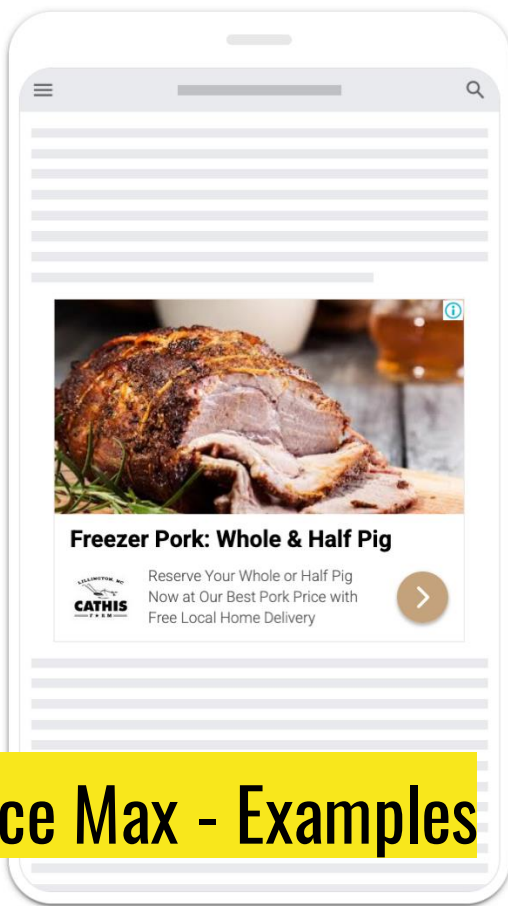 Freezer Pork: Whole & Half Pig
LILLINGTON, NC
CATHIS
FARM
Reserve Your Whole or Half Pig
Now at Our Best Pork Price with
Free Local Home Delivery
ce Max - Examples